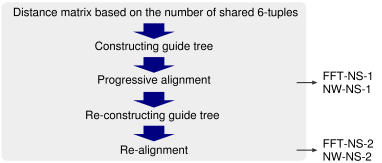 Distance matrix based on the number of shared 6-tuples
Constructing guide tree
Progressive alignment
FFT-NS-1
NW-NS-1
Re-constructing guide tree
Re-alignment
FFT-NS-2
NW-NS-2